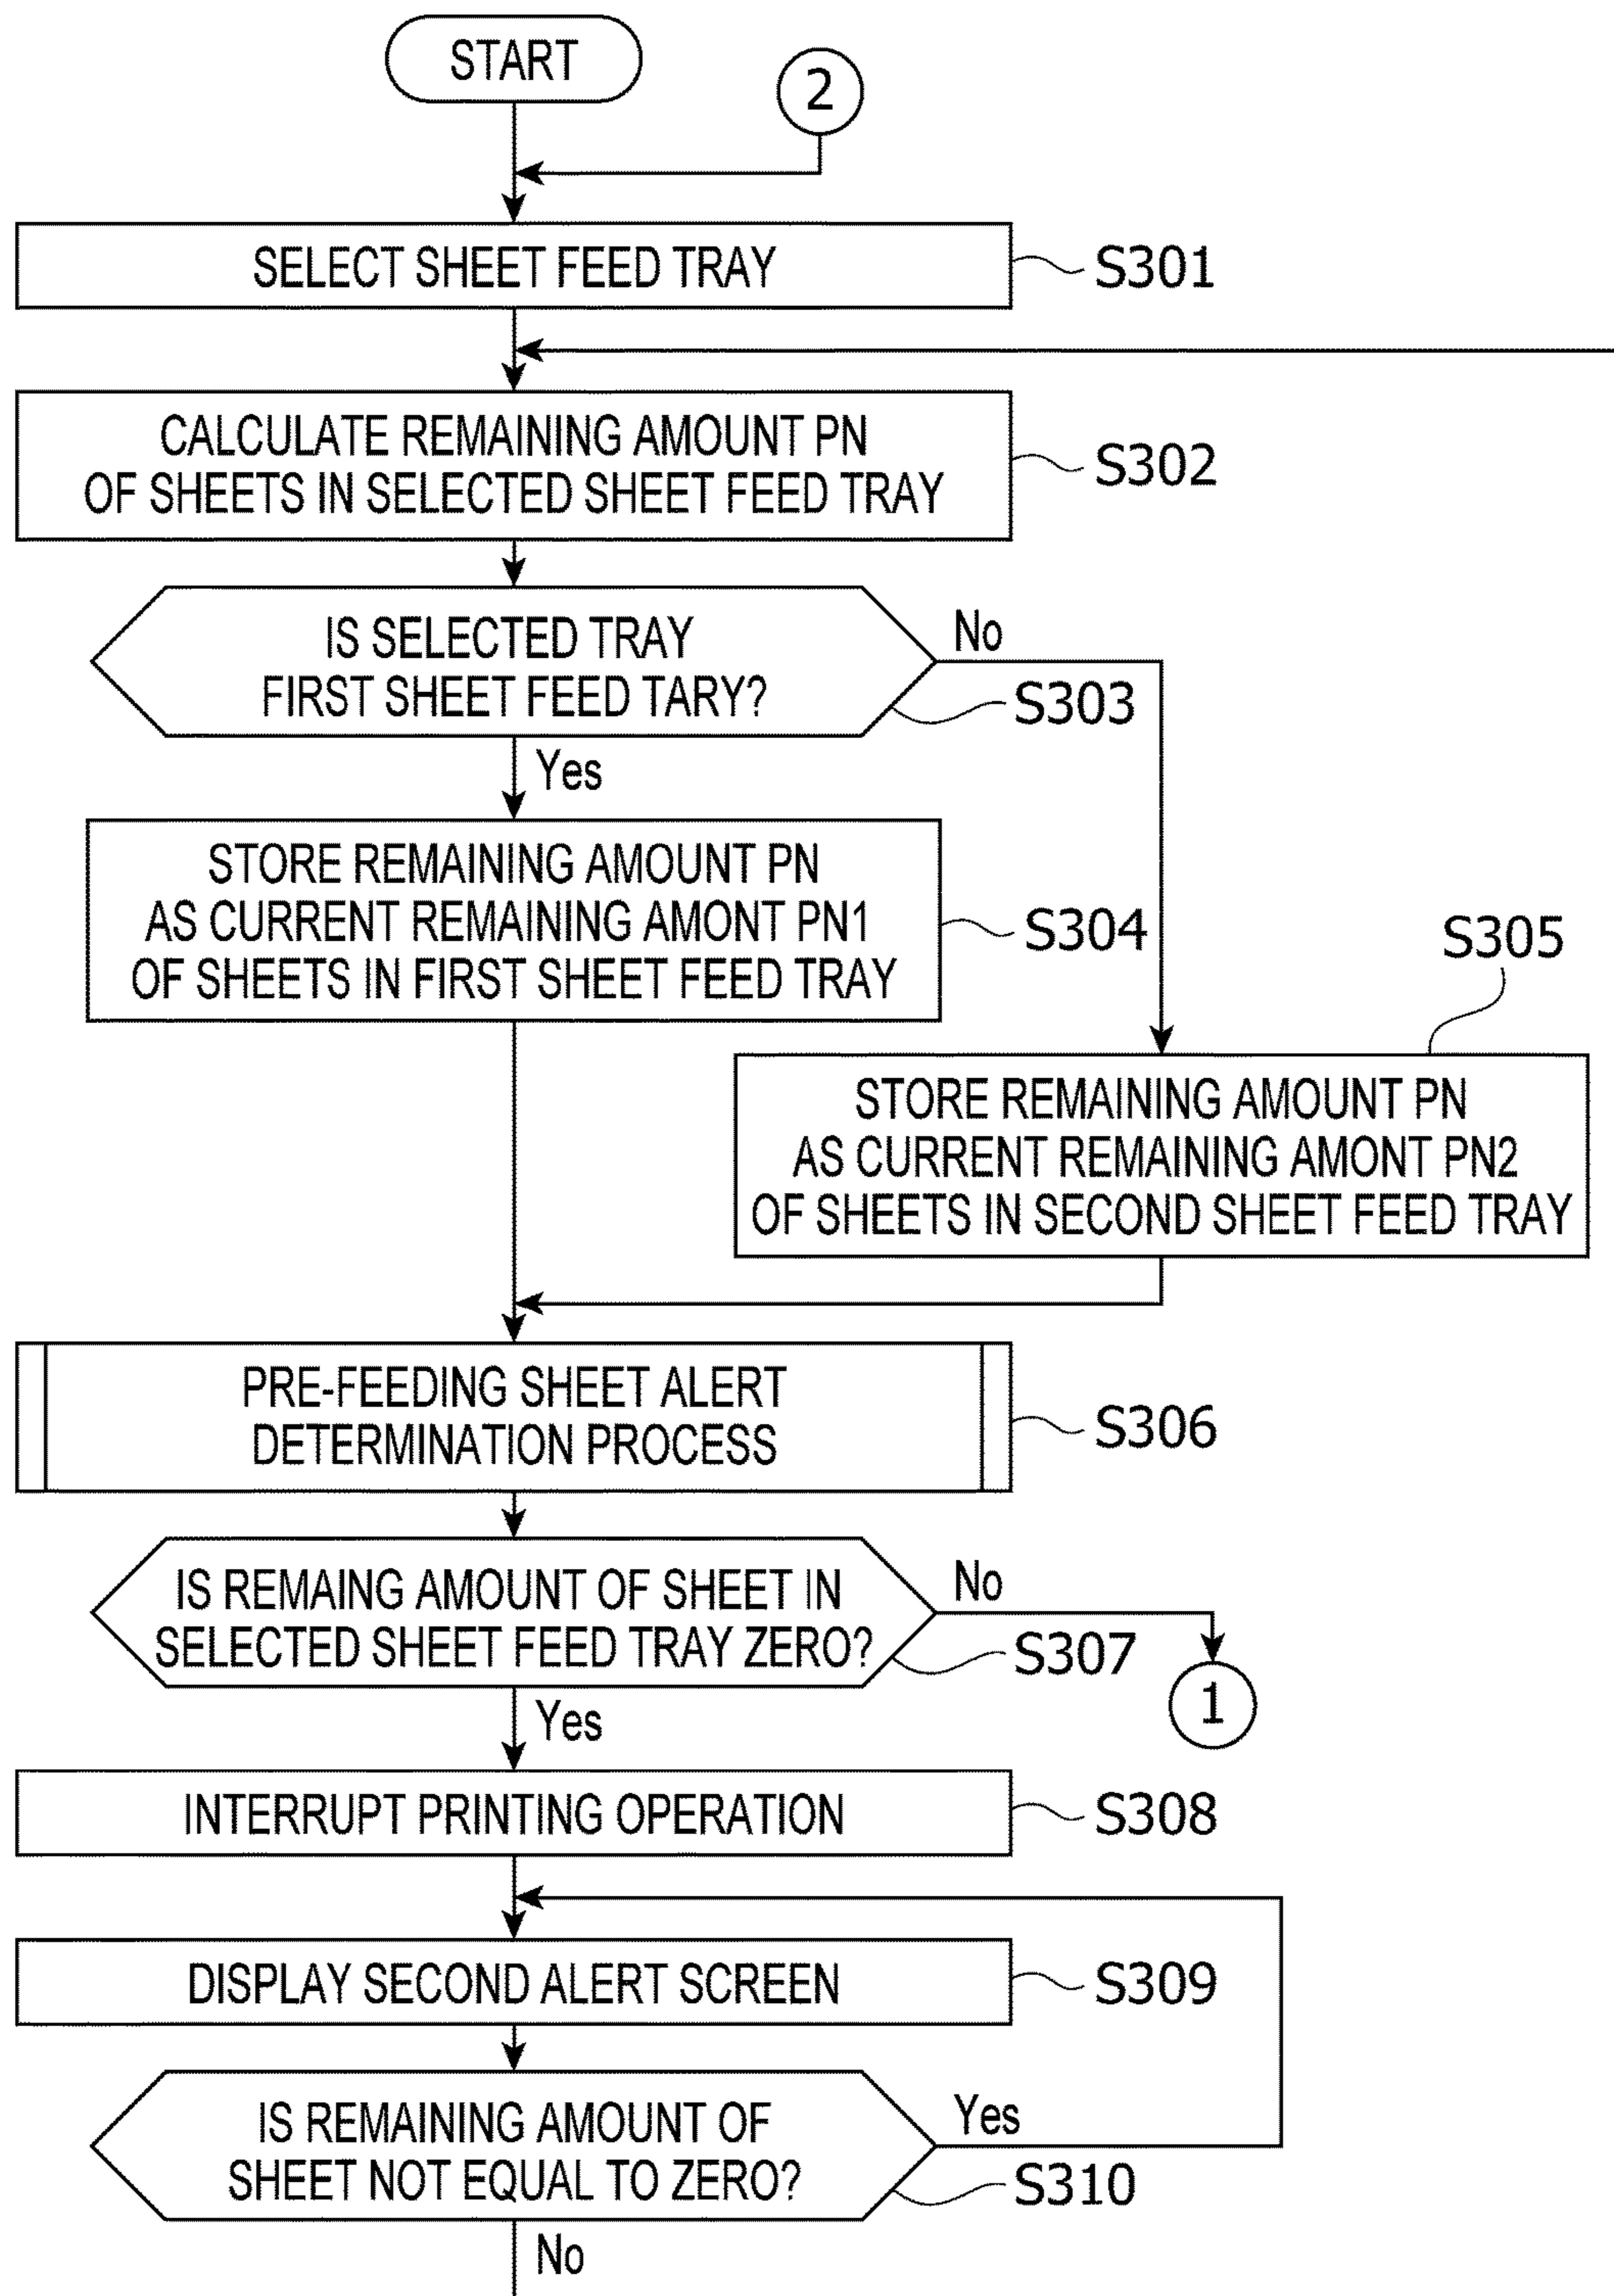 START
2
SELECT SHEET FEED TRAY
S301
CALCULATE REMAINING AMOUNT PN
OF SHEETS IN SELECTED SHEET FEED TRAY
S302
IS SELECTED TRAY
FIRST SHEET FEED TARY?
No
S303
Yes
STORE REMAINING AMOUNT PN
AS CURRENT REMAINING AMONT PN1
OF SHEETS IN FIRST SHEET FEED TRAY
S304
S305
STORE REMAINING AMOUNT PN
AS CURRENT REMAINING AMONT PN2
OF SHEETS IN SECOND SHEET FEED TRAY
PRE-FEEDING SHEET ALERT
DETERMINATION PROCESS
S306
IS REMAING AMOUNT OF SHEET IN
SELECTED SHEET FEED TRAY ZERO?
No
S307
1
Yes
INTERRUPT PRINTING OPERATION
S308
DISPLAY SECOND ALERT SCREEN
S309
IS REMAINING AMOUNT OF
SHEET NOT EQUAL TO ZERO?
Yes
S310
No